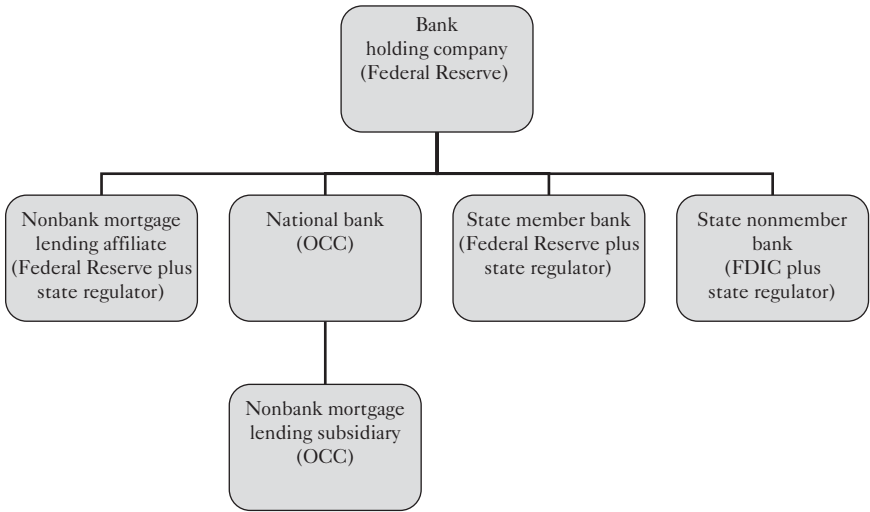 Bank
holding company
(Federal Reserve)
Nonbank mortgage
lending affiliate
(Federal Reserve plus
state regulator)
National bank
(OCC)
State member bank
(Federal Reserve plus
state regulator)
State nonmember
bank
(FDIC plus
state regulator)
Nonbank mortgage
lending subsidiary
(OCC)